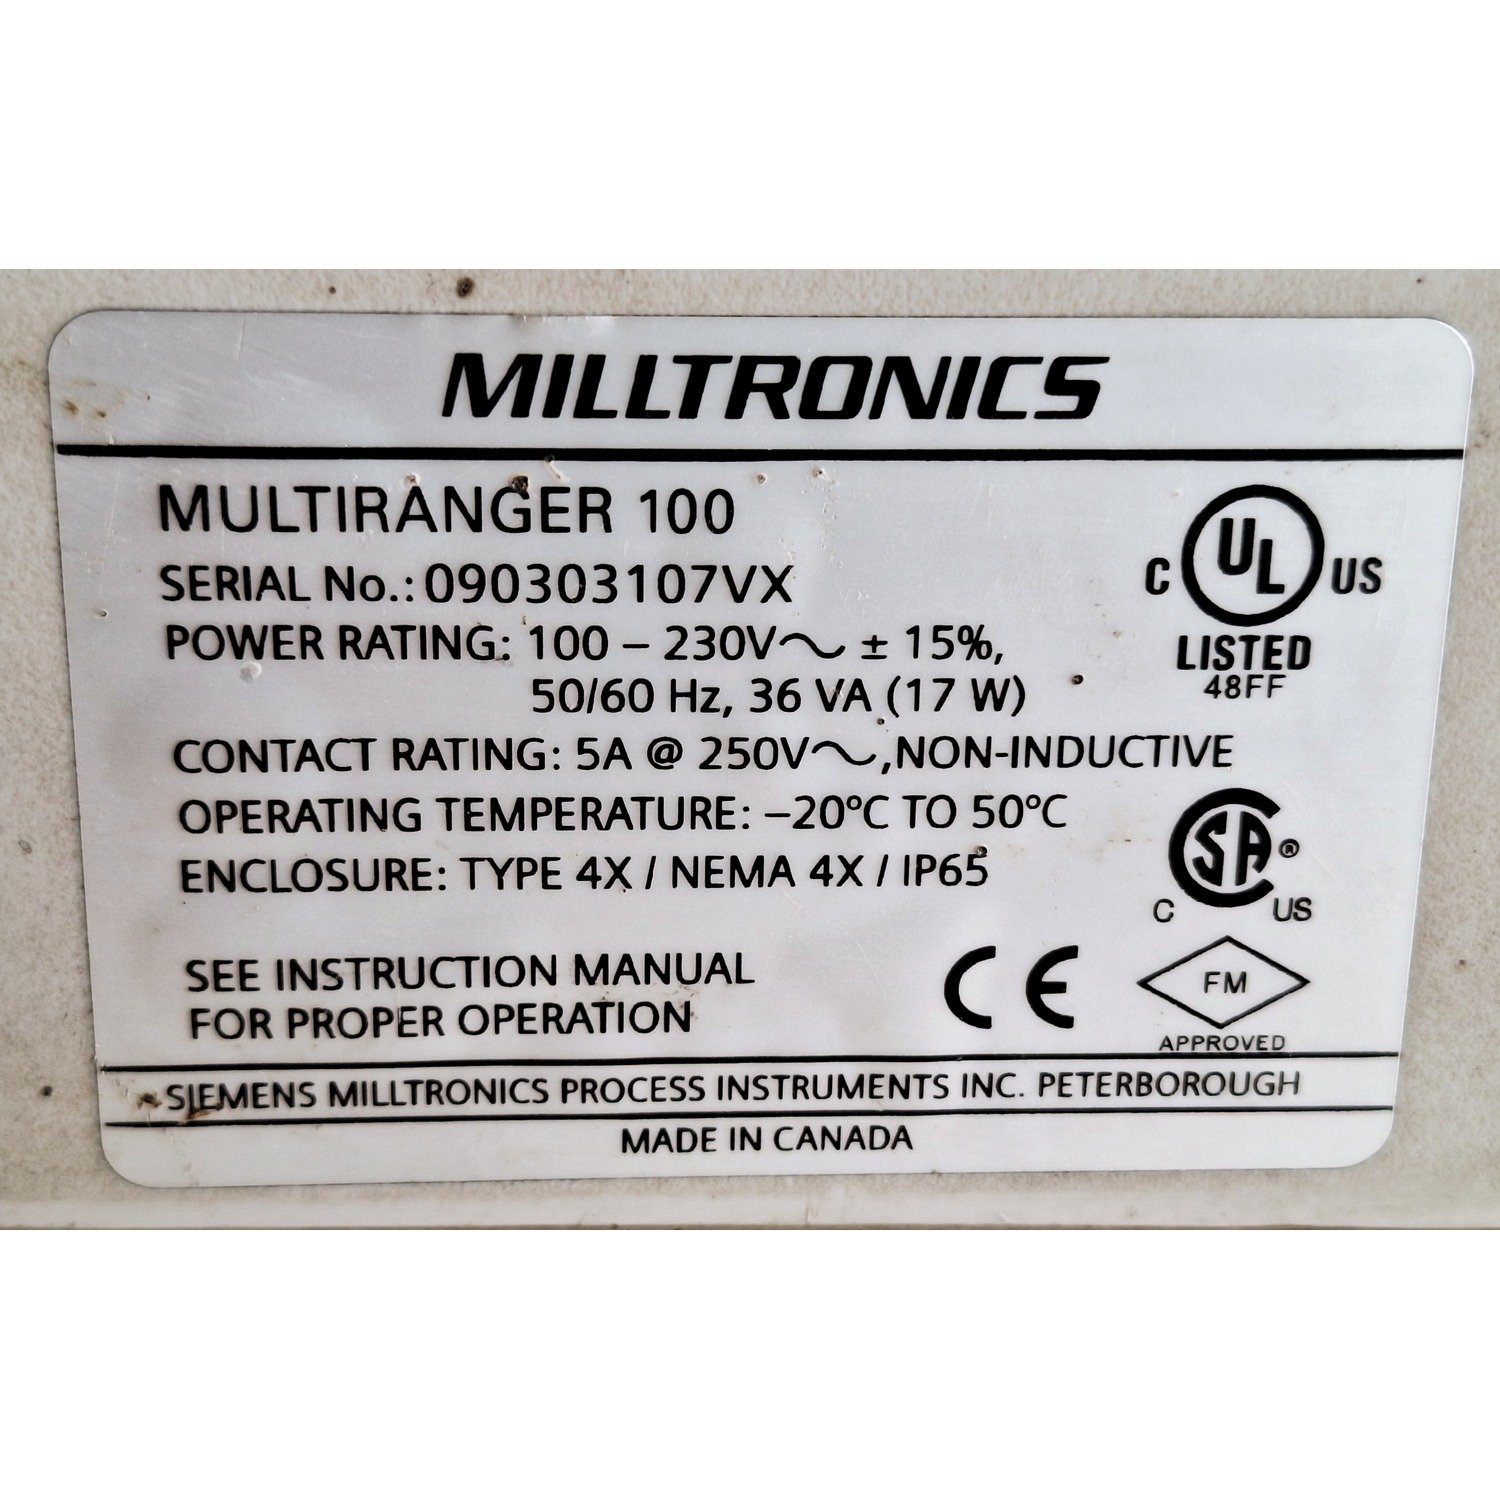 MILLTRONICS
MULTIRANGER 100
SERIAL No.: 090303107VX
POWER RATING: 100 – 230V～ ± 15%,
50/60 Hz, 36 VA (17 W)
CONTACT RATING: 5A @ 250V～,NON-INDUCTIVE
OPERATING TEMPERATURE: –20°C TO 50°C
ENCLOSURE: TYPE 4X / NEMA 4X / IP65
C UL US
LISTED
48FF
SA ®
C US
SEE INSTRUCTION MANUAL
FOR PROPER OPERATION
CE
FM
APPROVED
SIEMENS MILLTRONICS PROCESS INSTRUMENTS INC. PETERBOROUGH
MADE IN CANADA